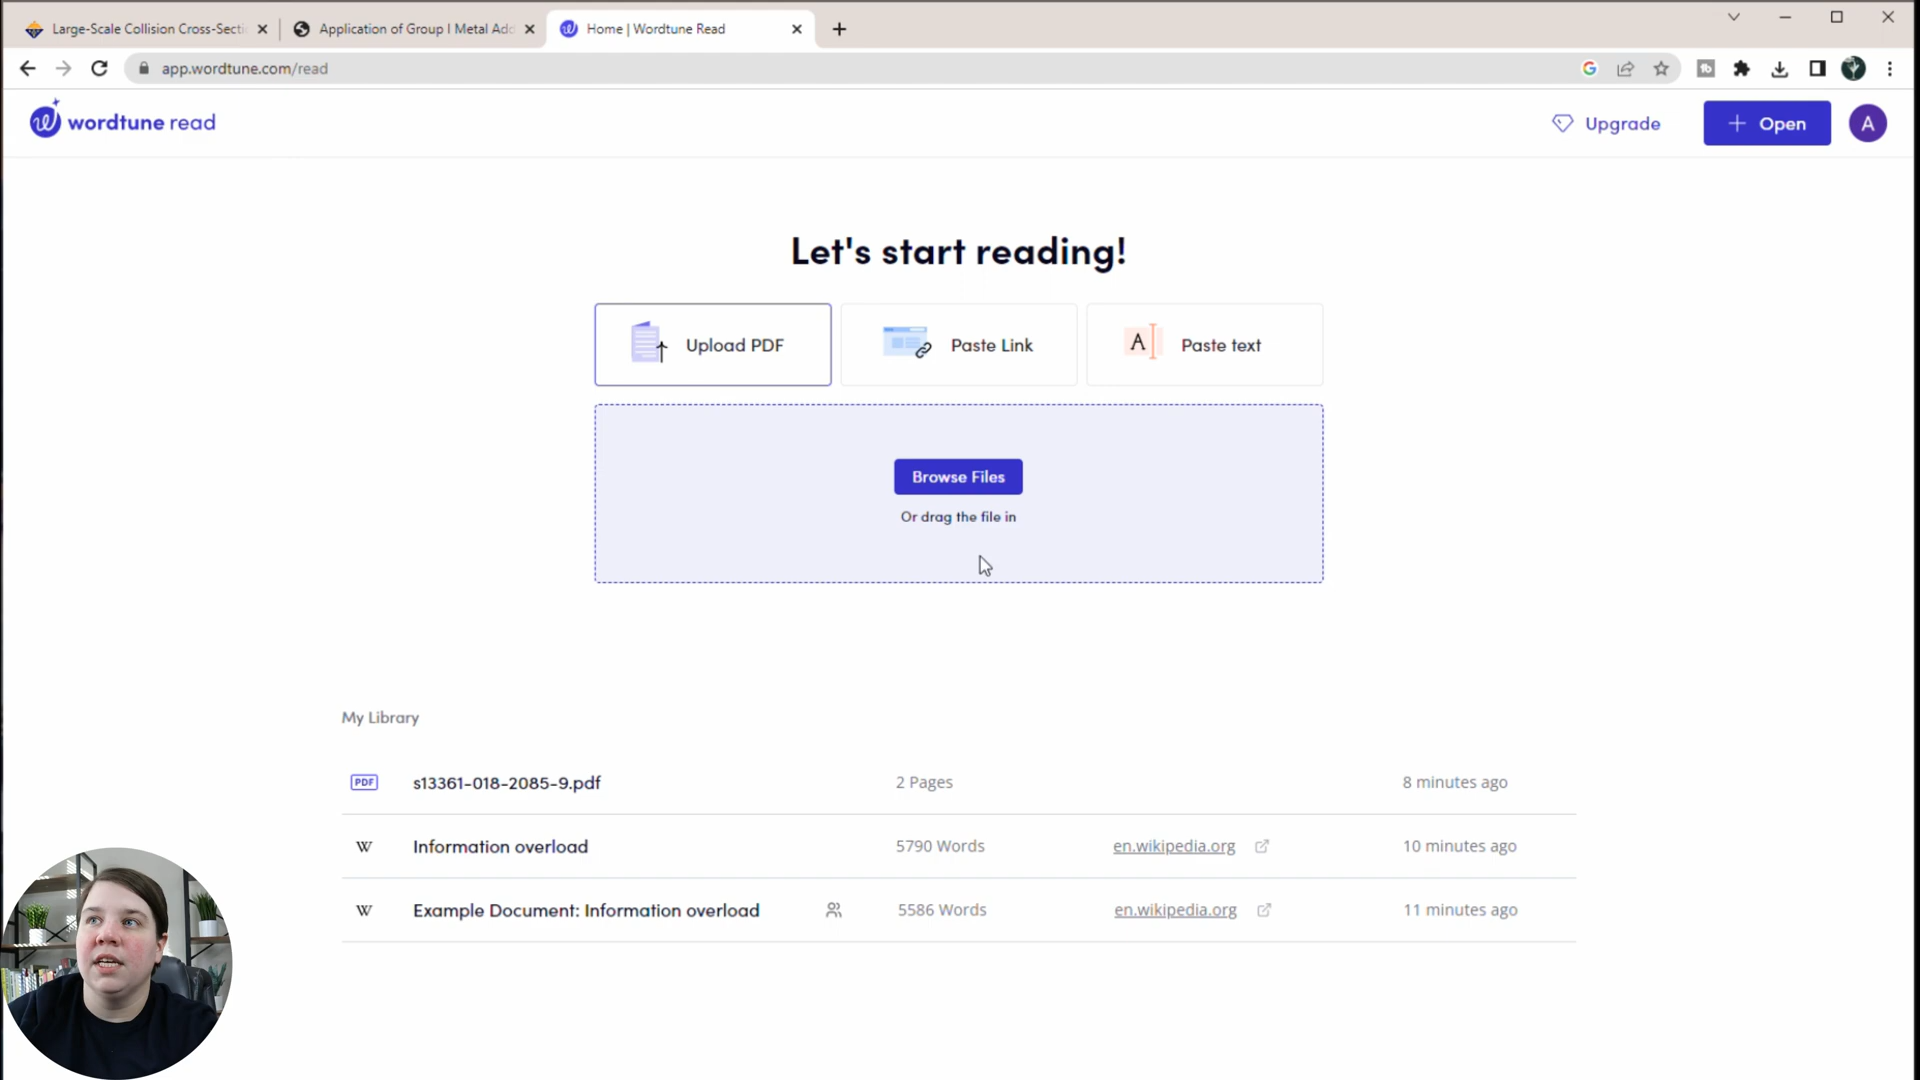 Large-Scale Collision Cross-Secti
Application of Group I Metal Add
Home | Wordtune Read
app.wordtune.com/read
wordtune read
Upgrade
+ Open
A
Let's start reading!
Upload PDF
Paste Link
A
Paste text
Browse Files
Or drag the file in
My Library
PDF
s13361-018-2085-9.pdf
2 Pages
8 minutes ago
W
Information overload
5790 Words
en.wikipedia.org
10 minutes ago
W
Example Document: Information overload
5586 Words
en.wikipedia.org
11 minutes ago